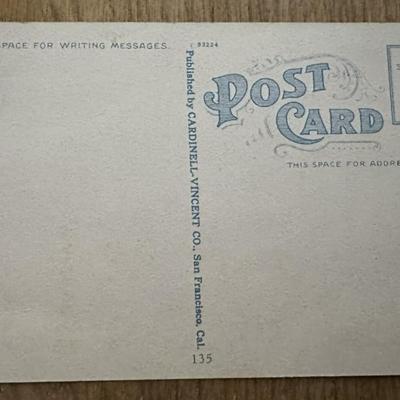 SPACE FOR WRITING MESSAGES.
93224
POST
CARD
THIS SPACE FOR ADDRE
Published by CARDINELL-VINCENT CO., San Francisco, Cal.
135